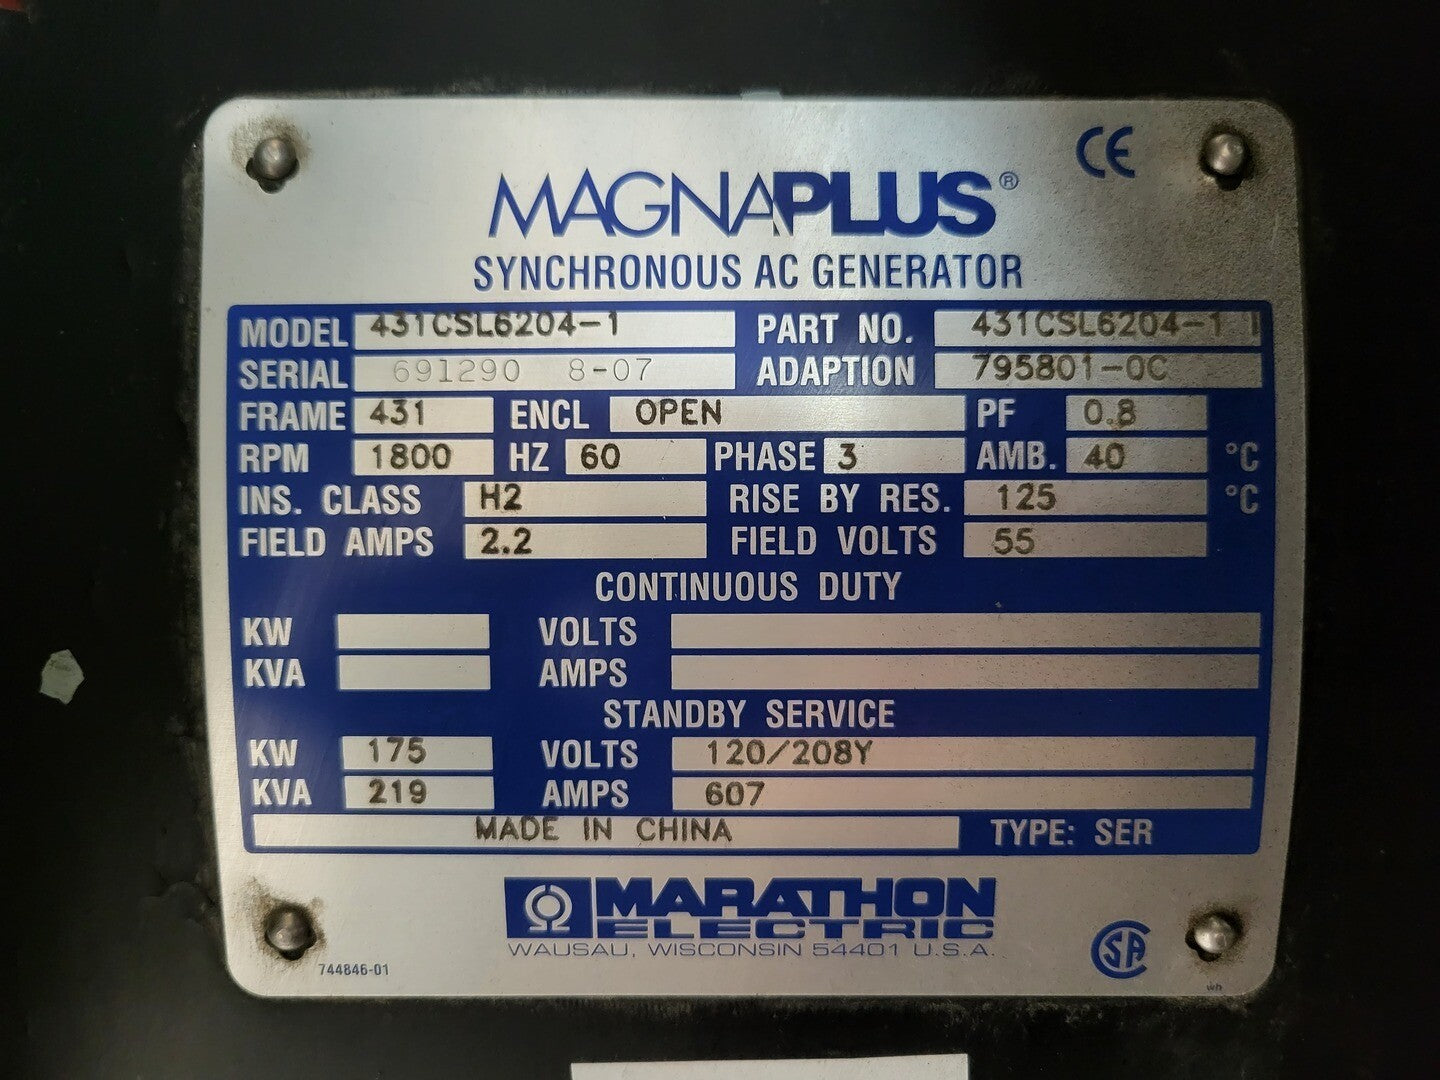 CE
MAGNAPLUS®
SYNCHRONOUS AC GENERATOR
MODEL 431CSL6204-1 PART NO. 431CSL6204-1 1
SERIAL 691290 8-07 ADAPTION 795801-0C
FRAME 431 ENCL OPEN PF 0.8
RPM 1800 HZ 60 PHASE 3 AMB. 40 °C
INS. CLASS H2 RISE BY RES. 125 °C
FIELD AMPS 2.2 FIELD VOLTS 55
CONTINUOUS DUTY
KW VOLTS
KVA AMPS
STANDBY SERVICE
KW 175 VOLTS 120/208Y
KVA 219 AMPS 607
MADE IN CHINA TYPE: SER
MARATHON
ELECTRIC
WAUSAU, WISCONSIN 54401 U.S.A.
744846-01
SA
wh